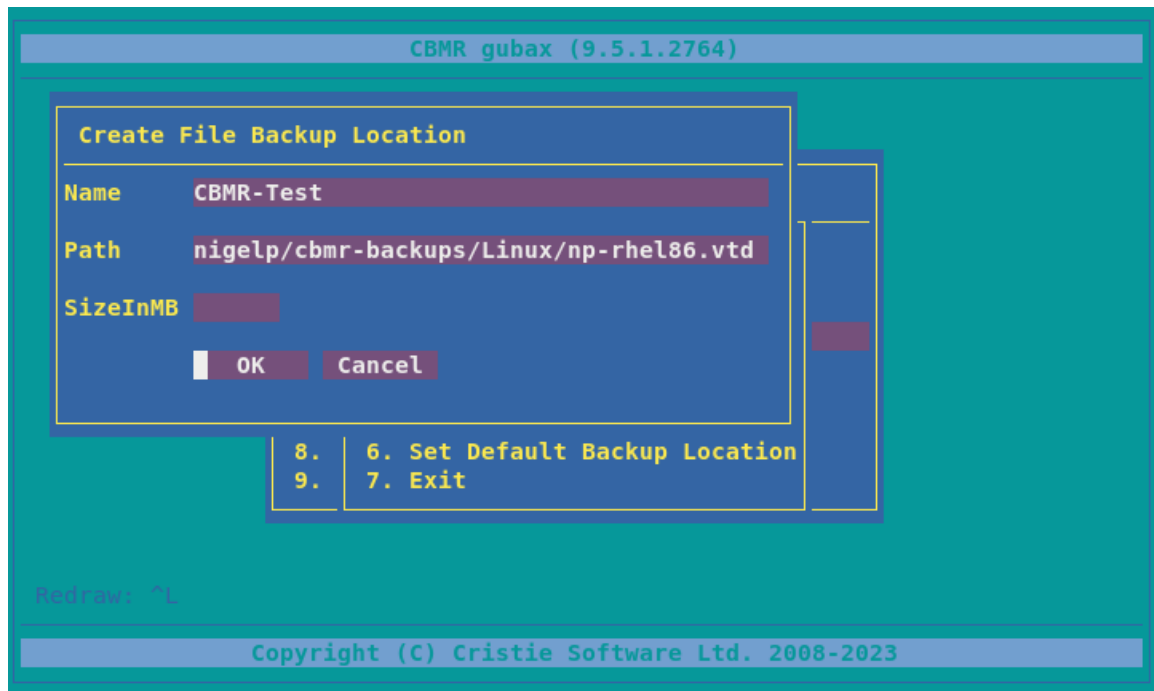 CBMR gubax (9.5.1.2764)
Create File Backup Location
Name CBMR-Test
Path nigelp/cbmr-backups/Linux/np-rhel86.vtd
SizeInMB
OK Cancel
8. 6. Set Default Backup Location
9. 7. Exit
Redraw: ^L
Copyright (C) Cristie Software Ltd. 2008-2023